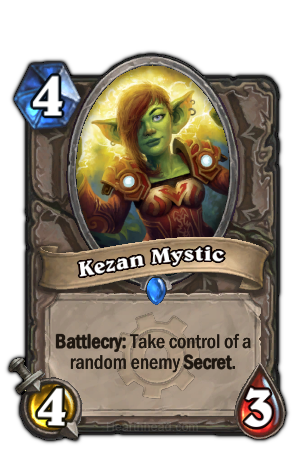 4
Kezan Mystic
Battlecry: Take control of a
random enemy Secret.
4
3